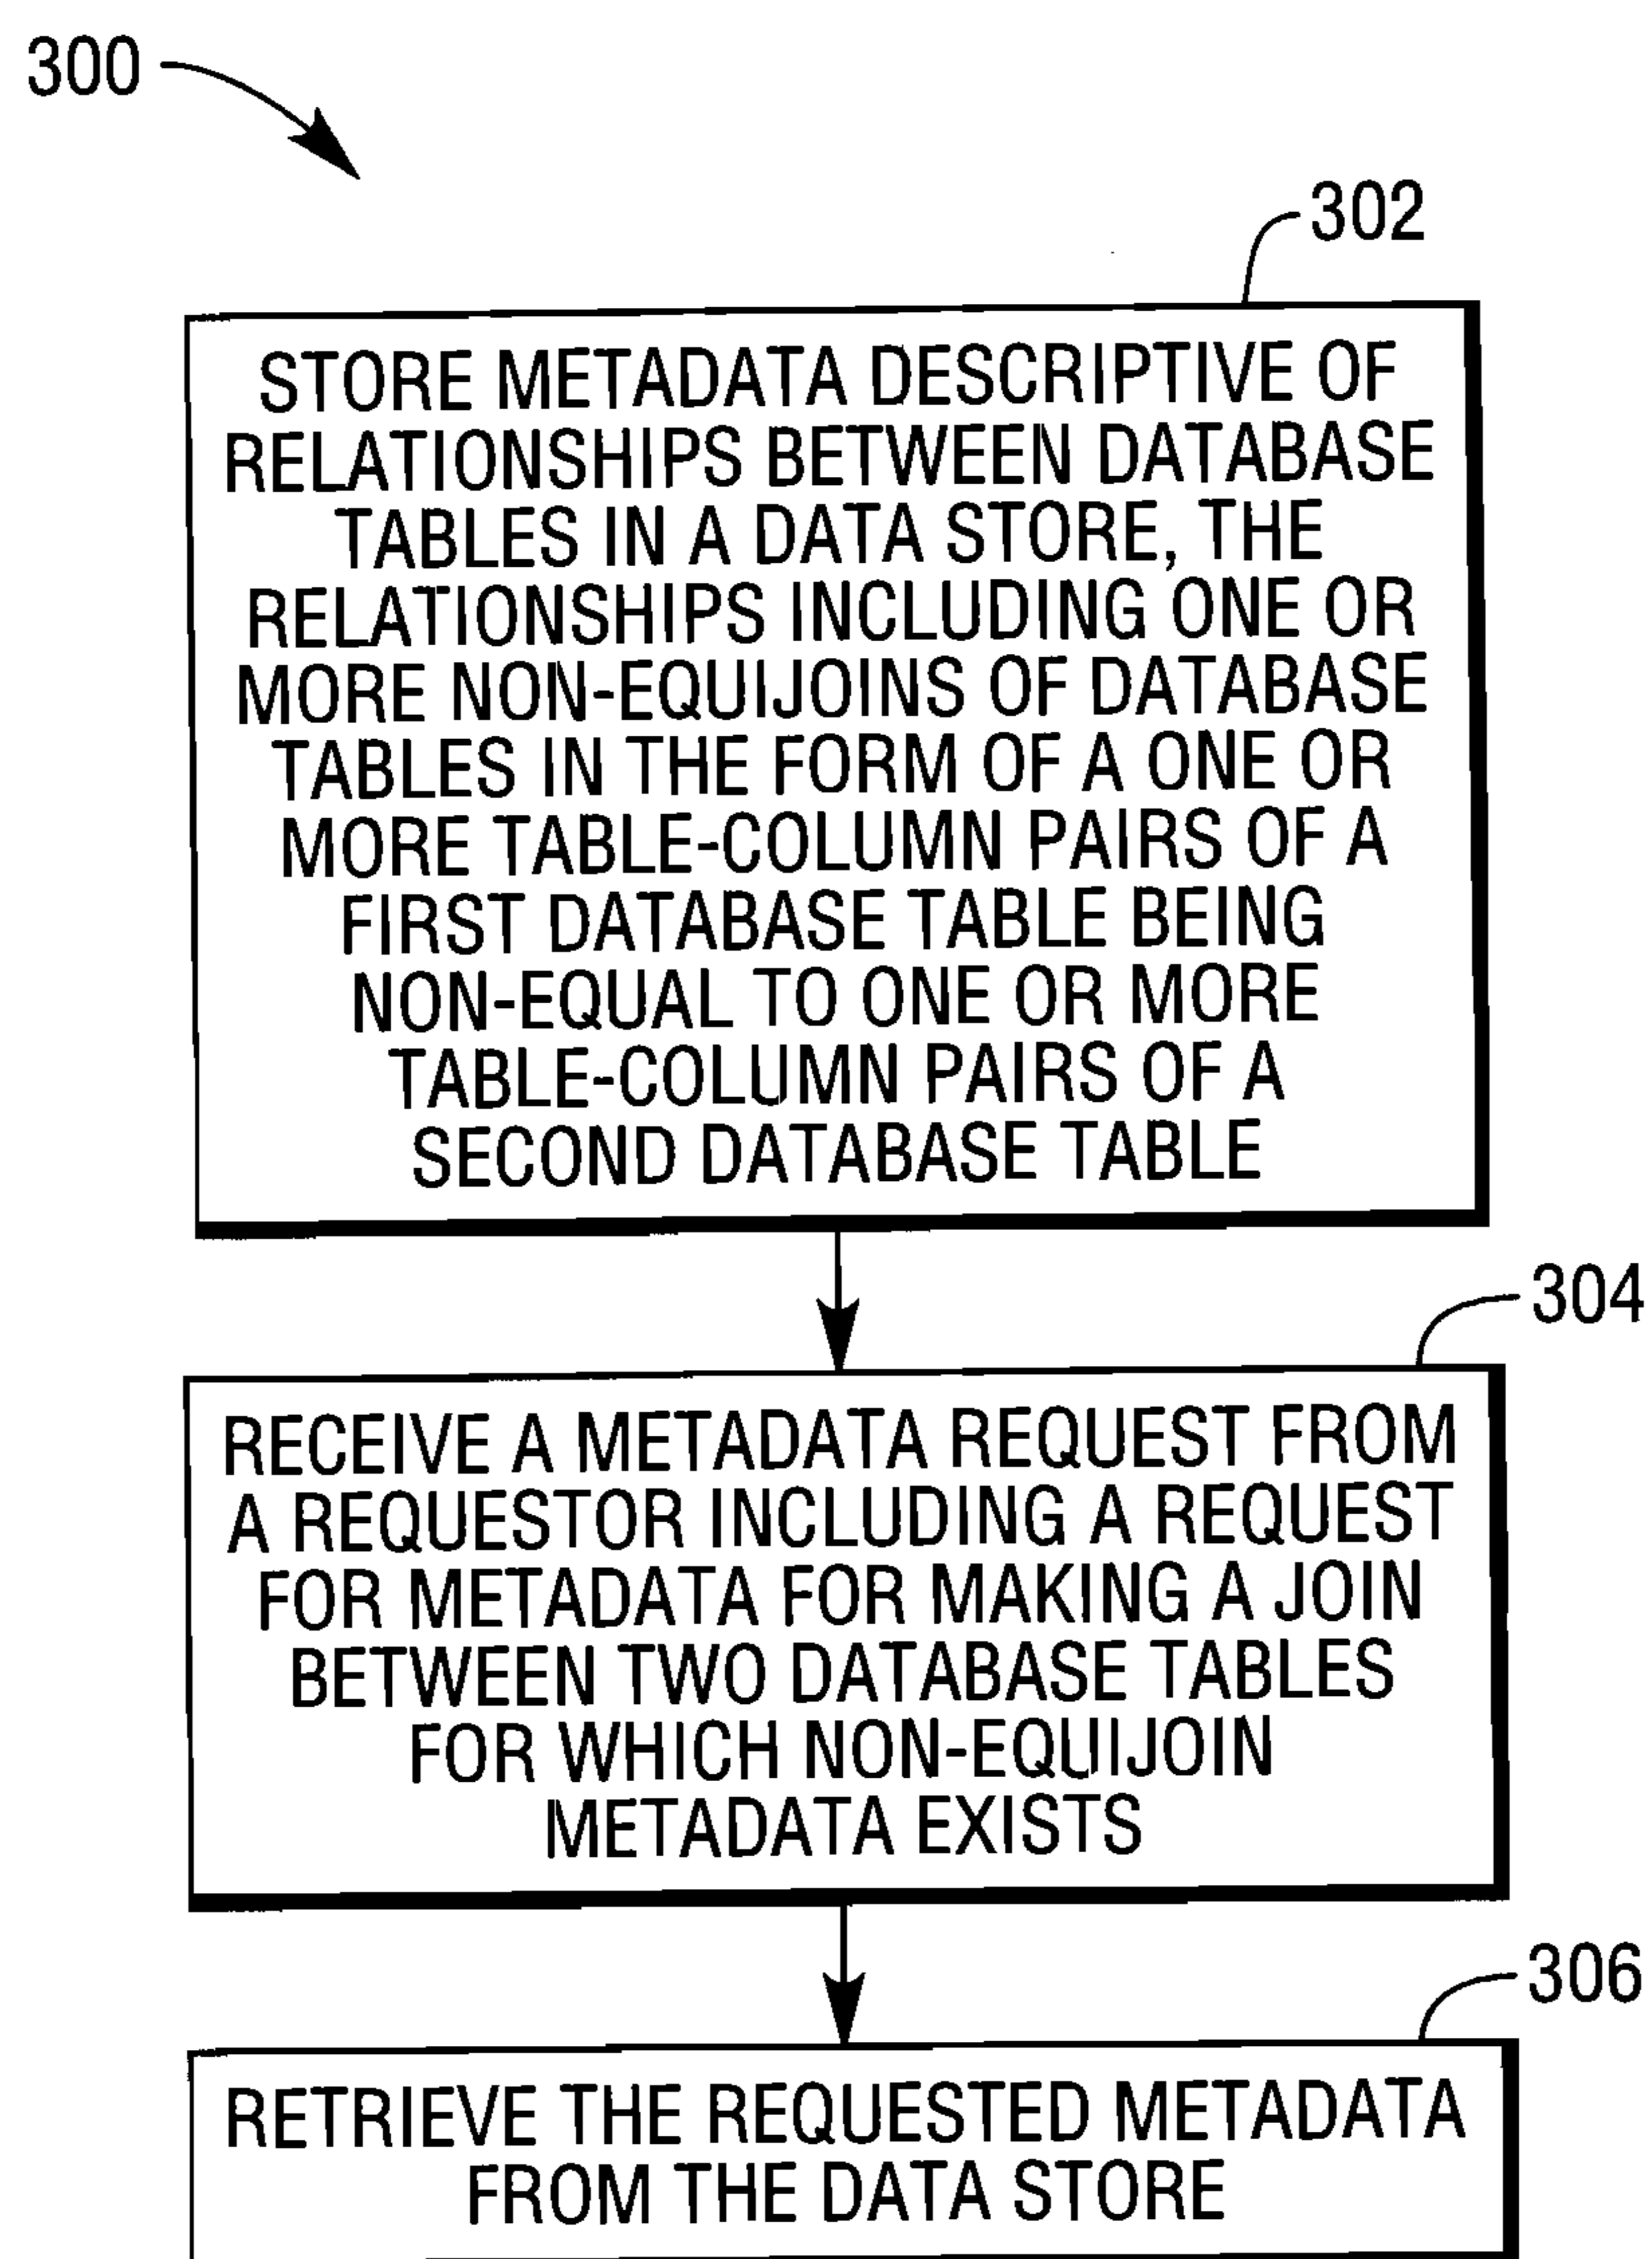 300
302
STORE METADATA DESCRIPTIVE OF
RELATIONSHIPS BETWEEN DATABASE
TABLES IN A DATA STORE, THE
RELATIONSHIPS INCLUDING ONE OR
MORE NON-EQUIJOINS OF DATABASE
TABLES IN THE FORM OF A ONE OR
MORE TABLE-COLUMN PAIRS OF A
FIRST DATABASE TABLE BEING
NON-EQUAL TO ONE OR MORE
TABLE-COLUMN PAIRS OF A
SECOND DATABASE TABLE
304
RECEIVE A METADATA REQUEST FROM
A REQUESTOR INCLUDING A REQUEST
FOR METADATA FOR MAKING A JOIN
BETWEEN TWO DATABASE TABLES
FOR WHICH NON-EQUIJOIN
METADATA EXISTS
306
RETRIEVE THE REQUESTED METADATA
FROM THE DATA STORE